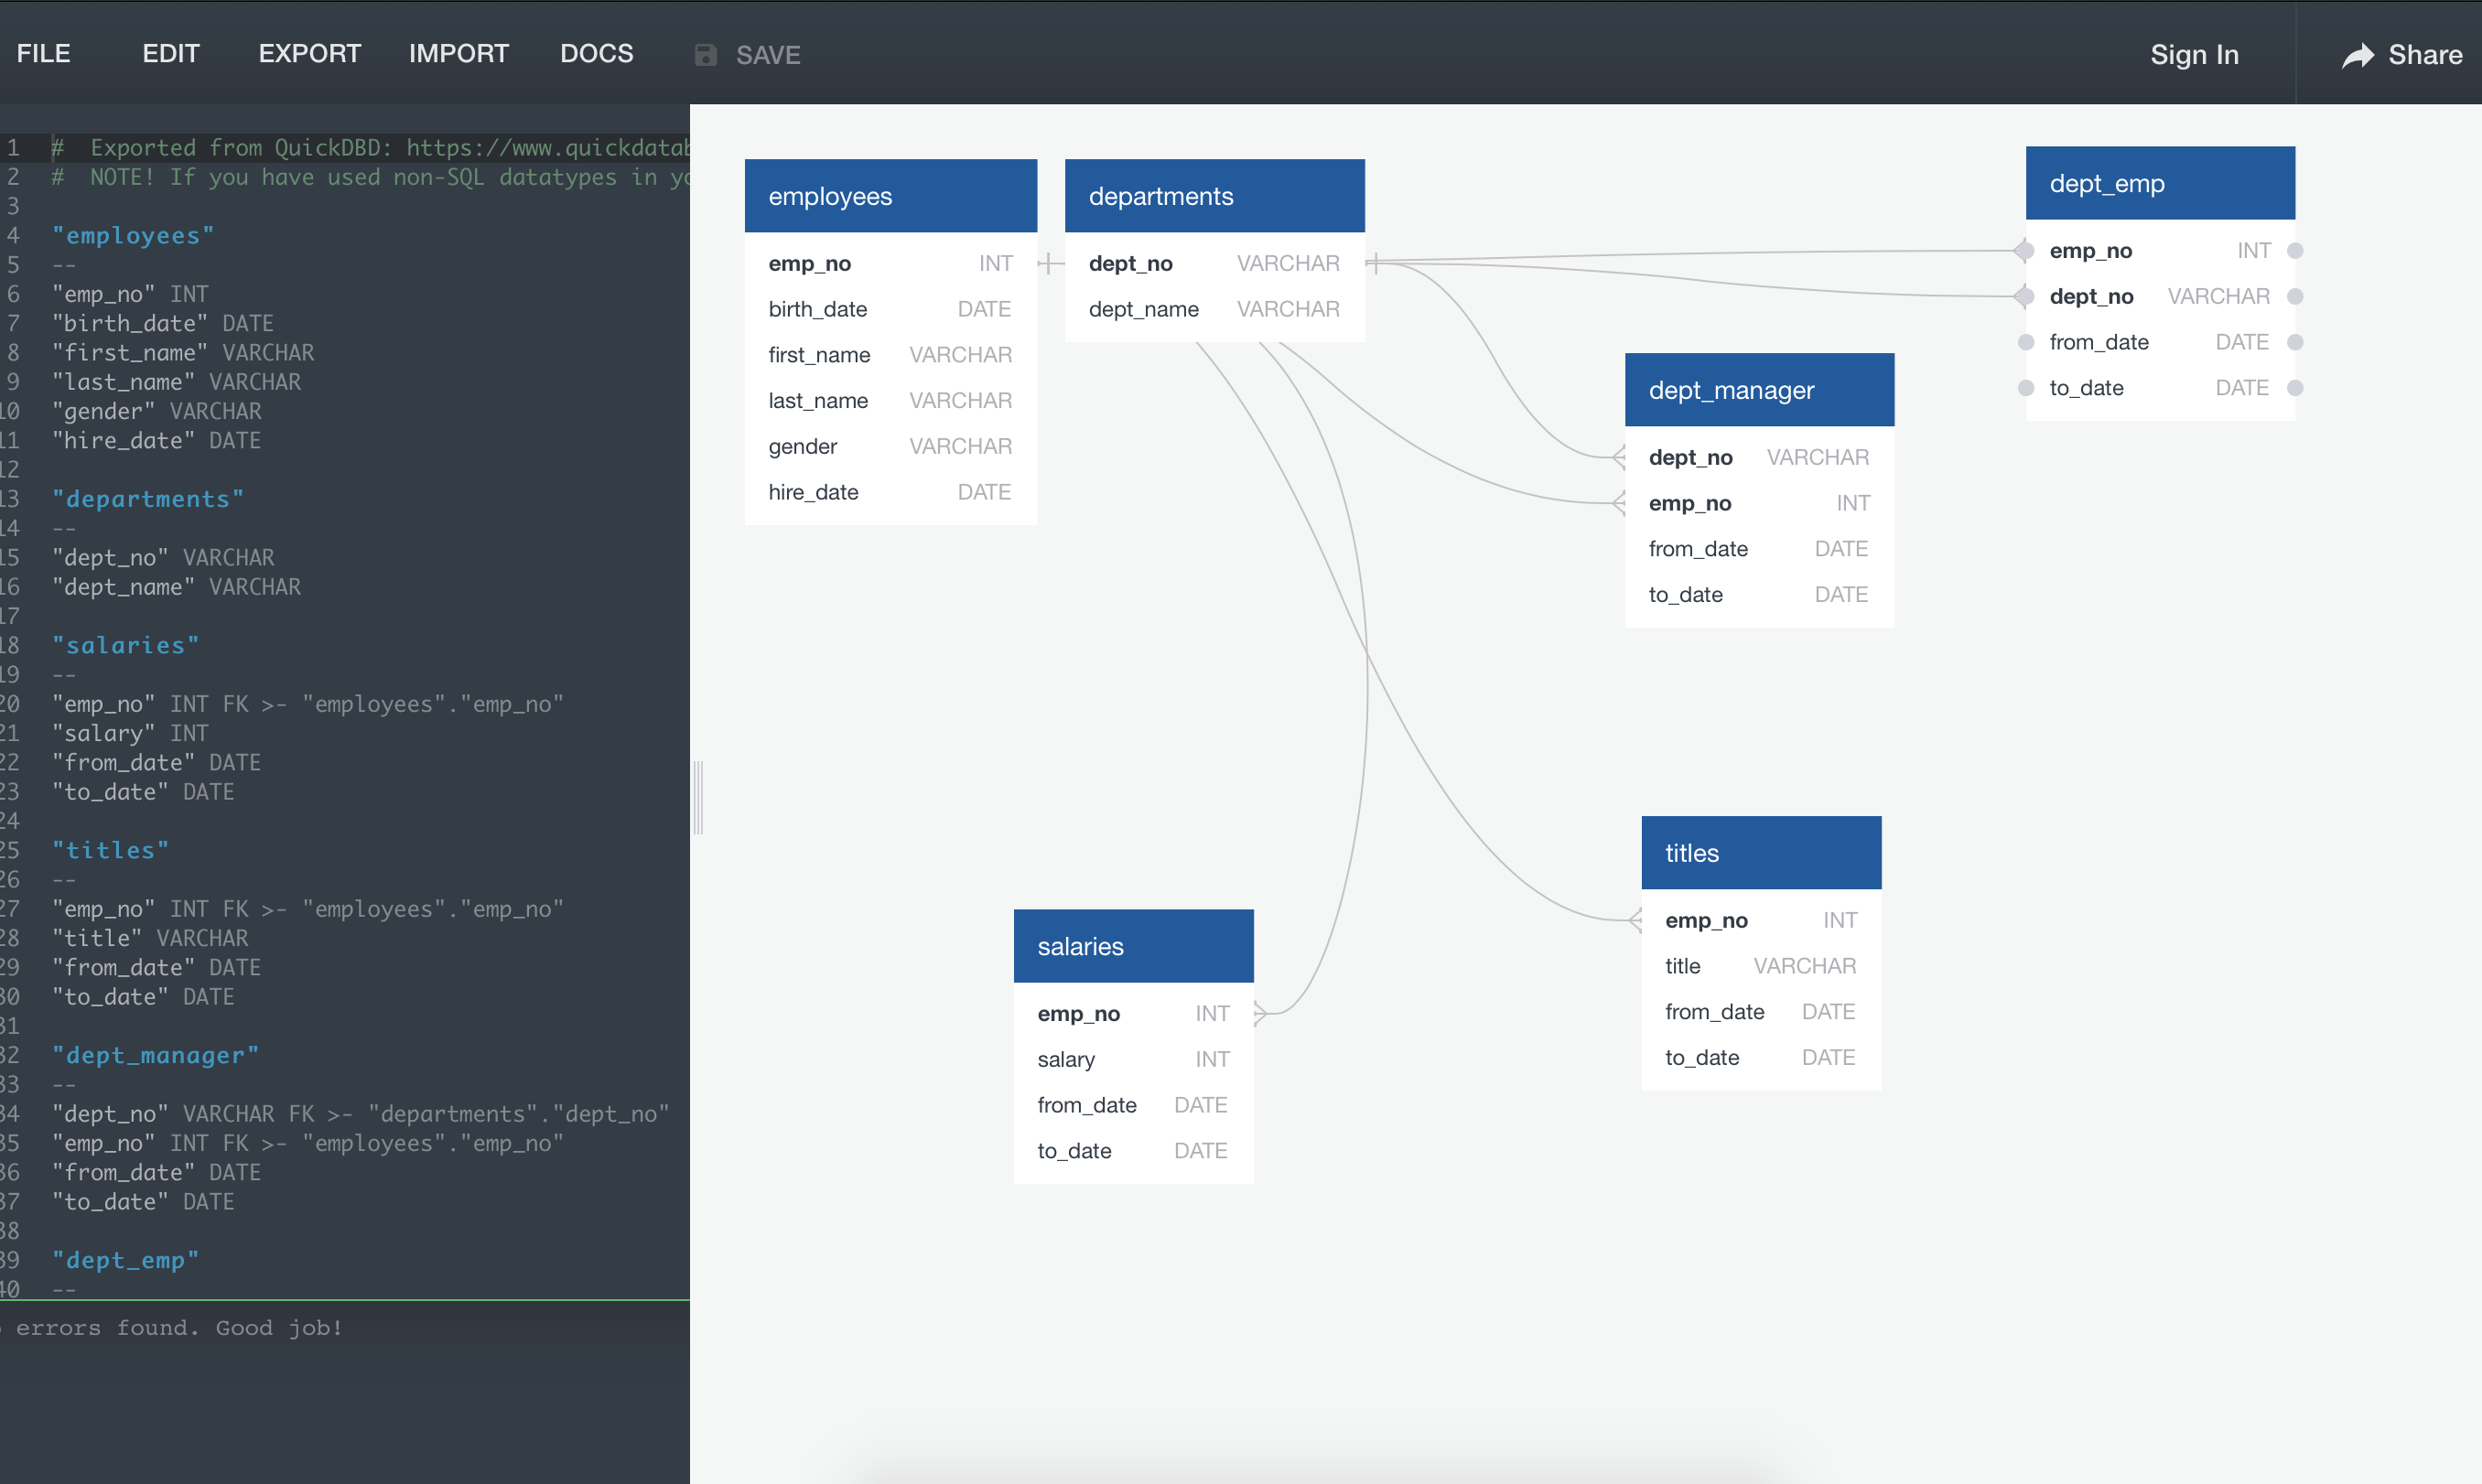 FILE EDIT EXPORT IMPORT DOCS SAVE Sign In Share
1 # Exported from QuickDBD: https://www.quickdatab
2 # NOTE! If you have used non-SQL datatypes in yo
3
4 "employees"
5 --
6 "emp_no" INT
7 "birth_date" DATE
8 "first_name" VARCHAR
9 "last_name" VARCHAR
10 "gender" VARCHAR
11 "hire_date" DATE
12
13 "departments"
14 --
15 "dept_no" VARCHAR
16 "dept_name" VARCHAR
17
18 "salaries"
19 --
20 "emp_no" INT FK >- "employees"."emp_no"
21 "salary" INT
22 "from_date" DATE
23 "to_date" DATE
24
25 "titles"
26 --
27 "emp_no" INT FK >- "employees"."emp_no"
28 "title" VARCHAR
29 "from_date" DATE
30 "to_date" DATE
31
32 "dept_manager"
33 --
34 "dept_no" VARCHAR FK >- "departments"."dept_no"
35 "emp_no" INT FK >- "employees"."emp_no"
36 "from_date" DATE
37 "to_date" DATE
38
39 "dept_emp"
40 --
errors found. Good job!
employees
emp_no INT
birth_date DATE
first_name VARCHAR
last_name VARCHAR
gender VARCHAR
hire_date DATE
departments
dept_no VARCHAR
dept_name VARCHAR
dept_emp
emp_no INT
dept_no VARCHAR
from_date DATE
to_date DATE
dept_manager
dept_no VARCHAR
emp_no INT
from_date DATE
to_date DATE
titles
emp_no INT
title VARCHAR
from_date DATE
to_date DATE
salaries
emp_no INT
salary INT
from_date DATE
to_date DATE